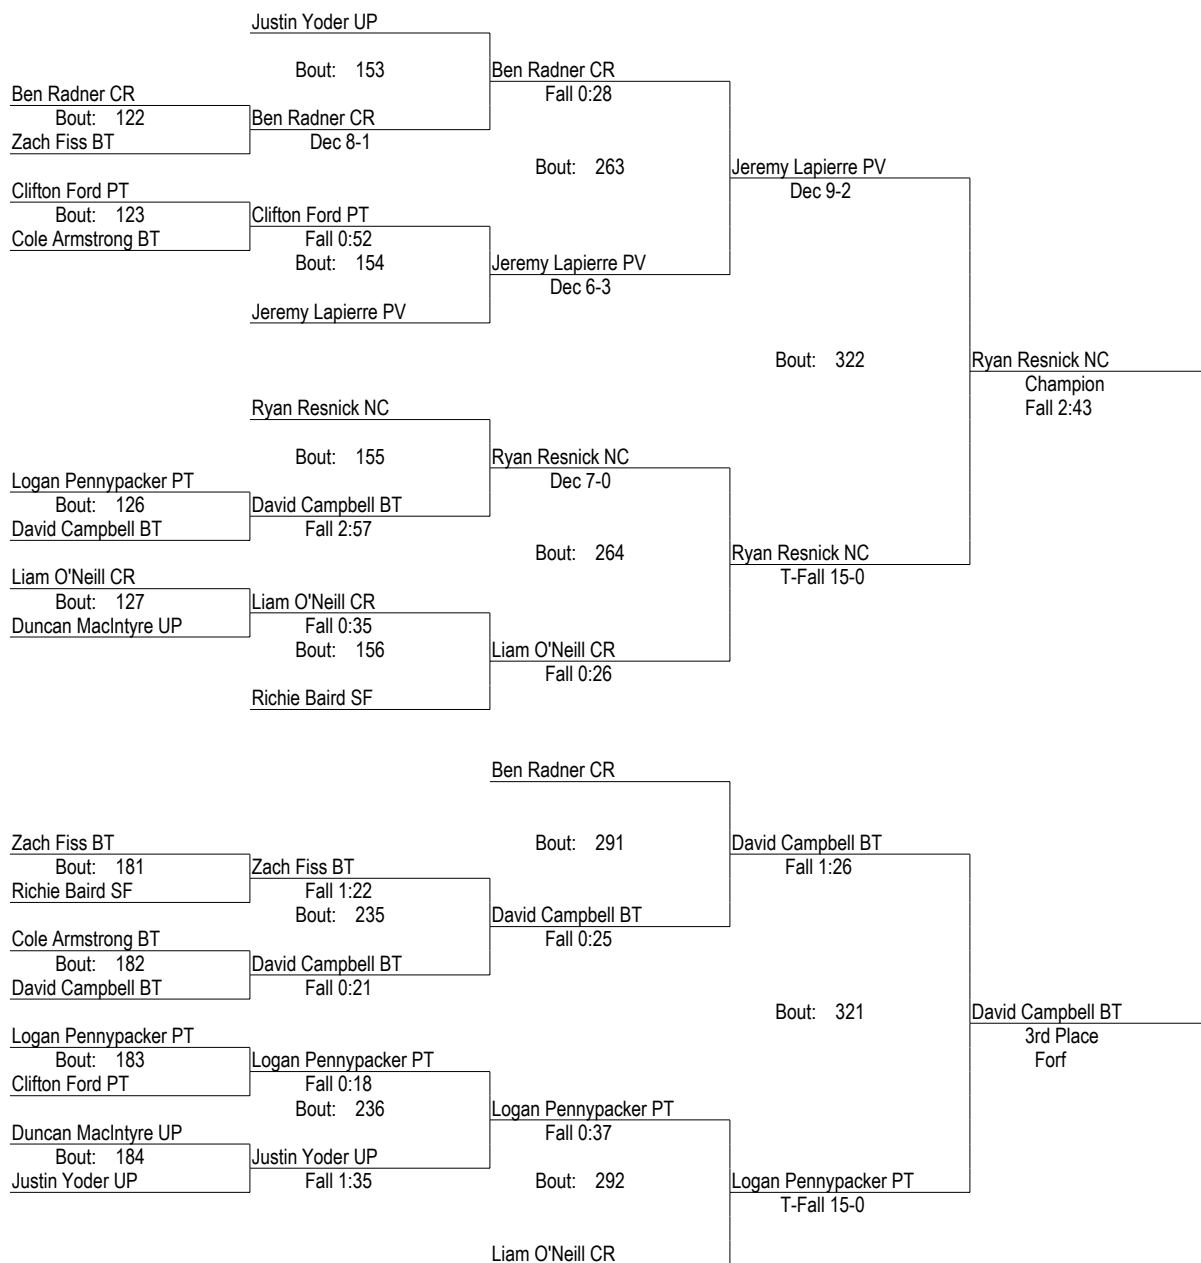 Justin Yoder UP
Bout: 153
Ben Radner CR
Ben Radner CR
Fall 0:28
Bout: 122
Ben Radner CR
Zach Fiss BT
Dec 8-1
Bout: 263
Jeremy Lapierre PV
Clifton Ford PT
Dec 9-2
Bout: 123
Clifton Ford PT
Cole Armstrong BT
Fall 0:52
Bout: 154
Jeremy Lapierre PV
Dec 6-3
Jeremy Lapierre PV
Bout: 322
Ryan Resnick NC
Champion
Ryan Resnick NC
Fall 2:43
Bout: 155
Ryan Resnick NC
Logan Pennypacker PT
Dec 7-0
Bout: 126
David Campbell BT
David Campbell BT
Fall 2:57
Bout: 264
Ryan Resnick NC
Liam O'Neill CR
T-Fall 15-0
Bout: 127
Liam O'Neill CR
Duncan MacIntyre UP
Fall 0:35
Bout: 156
Liam O'Neill CR
Fall 0:26
Richie Baird SF
Ben Radner CR
Zach Fiss BT
Bout: 291
David Campbell BT
Bout: 181
Zach Fiss BT
Fall 1:26
Richie Baird SF
Fall 1:22
Bout: 235
David Campbell BT
Cole Armstrong BT
Fall 0:25
Bout: 182
David Campbell BT
David Campbell BT
Fall 0:21
Bout: 321
David Campbell BT
Logan Pennypacker PT
3rd Place
Bout: 183
Logan Pennypacker PT
Forf
Clifton Ford PT
Fall 0:18
Bout: 236
Logan Pennypacker PT
Duncan MacIntyre UP
Fall 0:37
Bout: 184
Justin Yoder UP
Justin Yoder UP
Fall 1:35
Bout: 292
Logan Pennypacker PT
T-Fall 15-0
Liam O'Neill CR